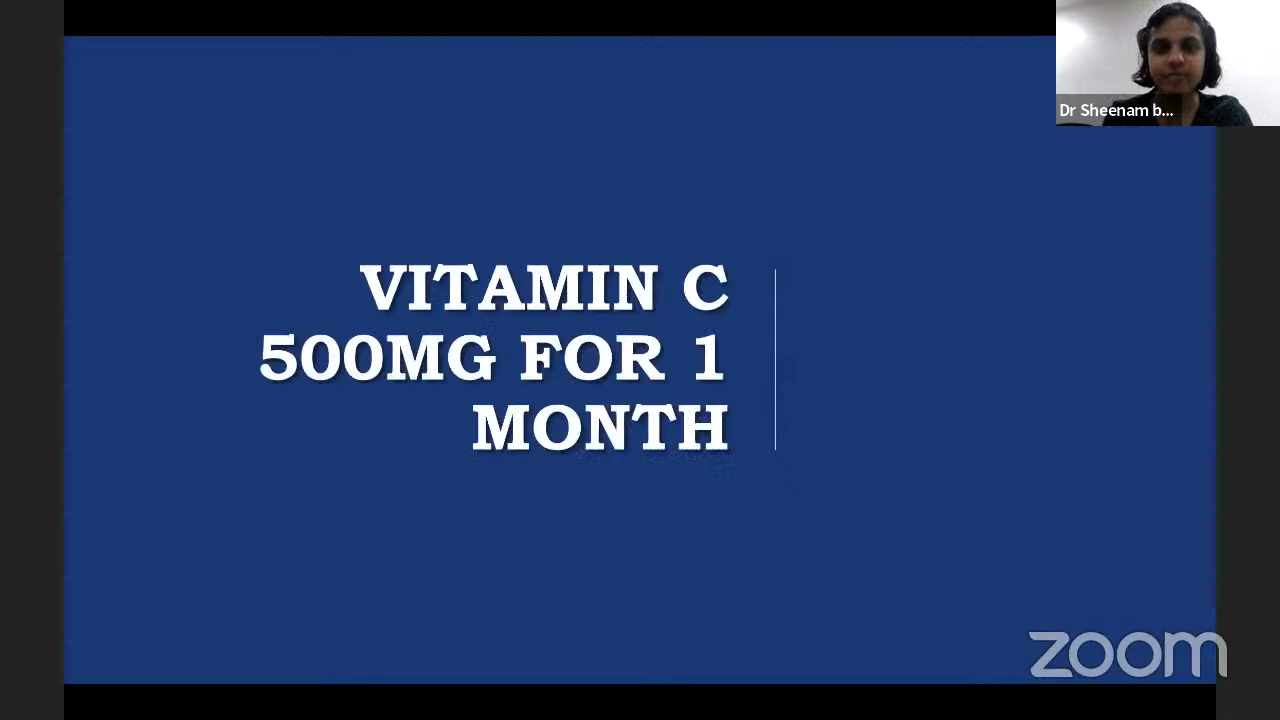 Dr Sheenam b...
VITAMIN C
500MG FOR 1
MONTH
zoom